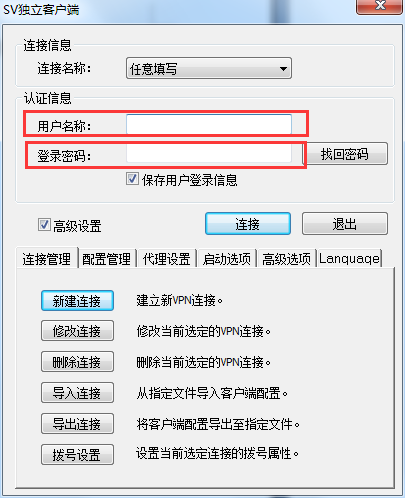 SV独立客户端
连接信息
连接名称： 任意填写
认证信息
用户名称：
登录密码： 找回密码
保存用户登录信息
高级设置 连接 退出
连接管理 配置管理 代理设置 启动选项 高级选项 Language
新建连接 建立新VPN连接。
修改连接 修改当前选定的VPN连接。
删除连接 删除当前选定的VPN连接。
导入连接 从指定文件导入客户端配置。
导出连接 将客户端配置导出至指定文件。
拨号设置 设置当前选定连接的拨号属性。